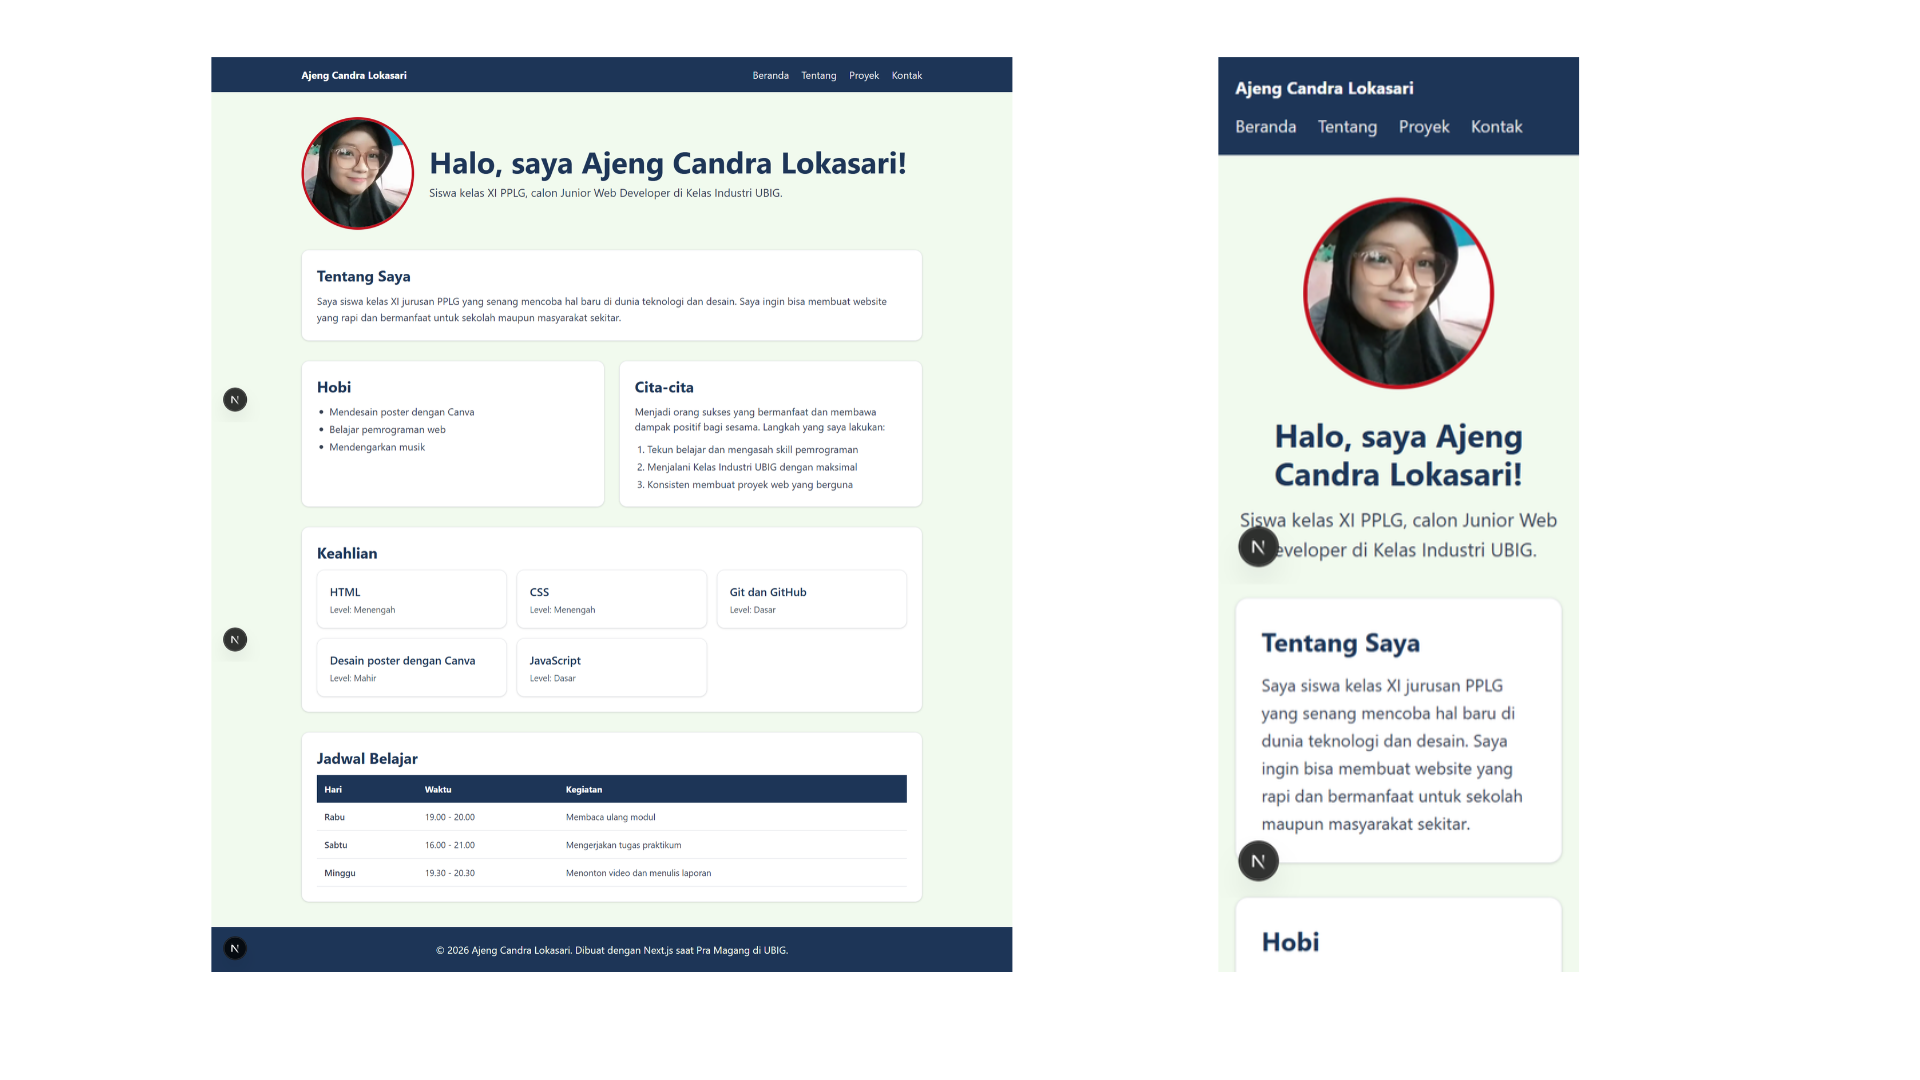 Ajeng Candra Lokasari
Beranda Tentang Proyek Kontak
Halo, saya Ajeng Candra Lokasari!
Siswa kelas XI PPLG, calon Junior Web Developer di Kelas Industri UBIG.
Tentang Saya
Saya siswa kelas XI jurusan PPLG yang senang mencoba hal baru di dunia teknologi dan desain. Saya ingin bisa membuat website
yang rapi dan bermanfaat untuk sekolah maupun masyarakat sekitar.
Hobi
Mendesain poster dengan Canva
Belajar pemrograman web
Mendengarkan musik
Cita-cita
Menjadi orang sukses yang bermanfaat dan membawa
dampak positif bagi sesama. Langkah yang saya lakukan:
1. Tekun belajar dan mengasah skill pemrograman
2. Menjalani Kelas Industri UBIG dengan maksimal
3. Konsisten membuat proyek web yang berguna
N
Keahlian
HTML
Level: Menengah
CSS
Level: Menengah
Git dan GitHub
Level: Dasar
N
Desain poster dengan Canva
Level: Mahir
JavaScript
Level: Dasar
Jadwal Belajar
Hari Waktu Kegiatan
Rabu 19.00 - 20.00 Membaca ulang modul
Sabtu 16.00 - 21.00 Mengerjakan tugas praktikum
Minggu 19.30 - 20.30 Menonton video dan menulis laporan
N
© 2026 Ajeng Candra Lokasari. Dibuat dengan Next.js saat Pra Magang di UBIG.
Ajeng Candra Lokasari
Beranda Tentang Proyek Kontak
Halo, saya Ajeng
Candra Lokasari!
Siswa kelas XI PPLG, calon Junior Web
N eveloper di Kelas Industri UBIG.
Tentang Saya
Saya siswa kelas XI jurusan PPLG
yang senang mencoba hal baru di
dunia teknologi dan desain. Saya
ingin bisa membuat website yang
rapi dan bermanfaat untuk sekolah
maupun masyarakat sekitar.
N
Hobi